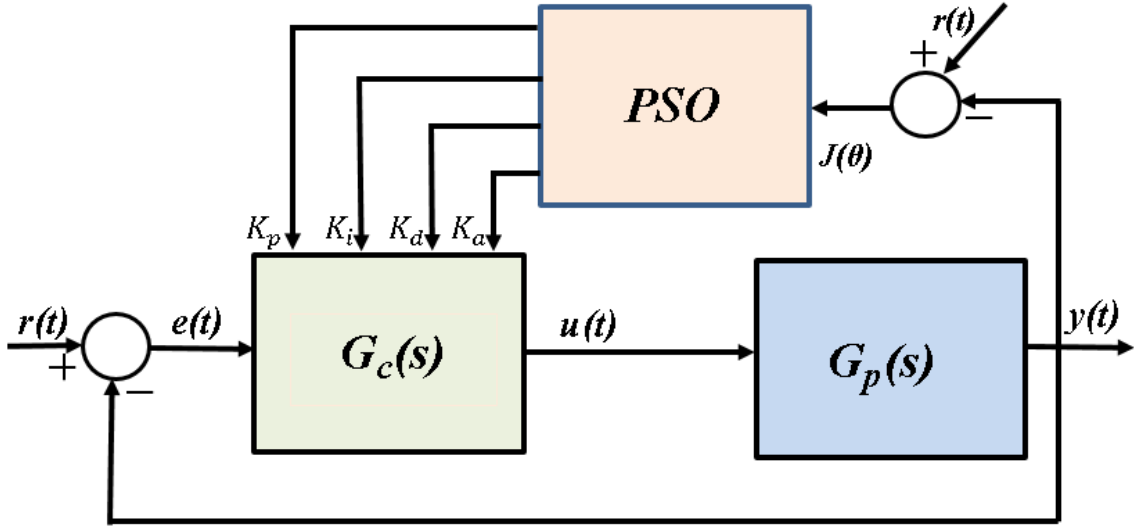 r(t)
+
PSO
−
J(θ)
Kp Ki Kd Ka
r(t) e(t) u(t) y(t)
+ Gc(s) Gp(s)
−